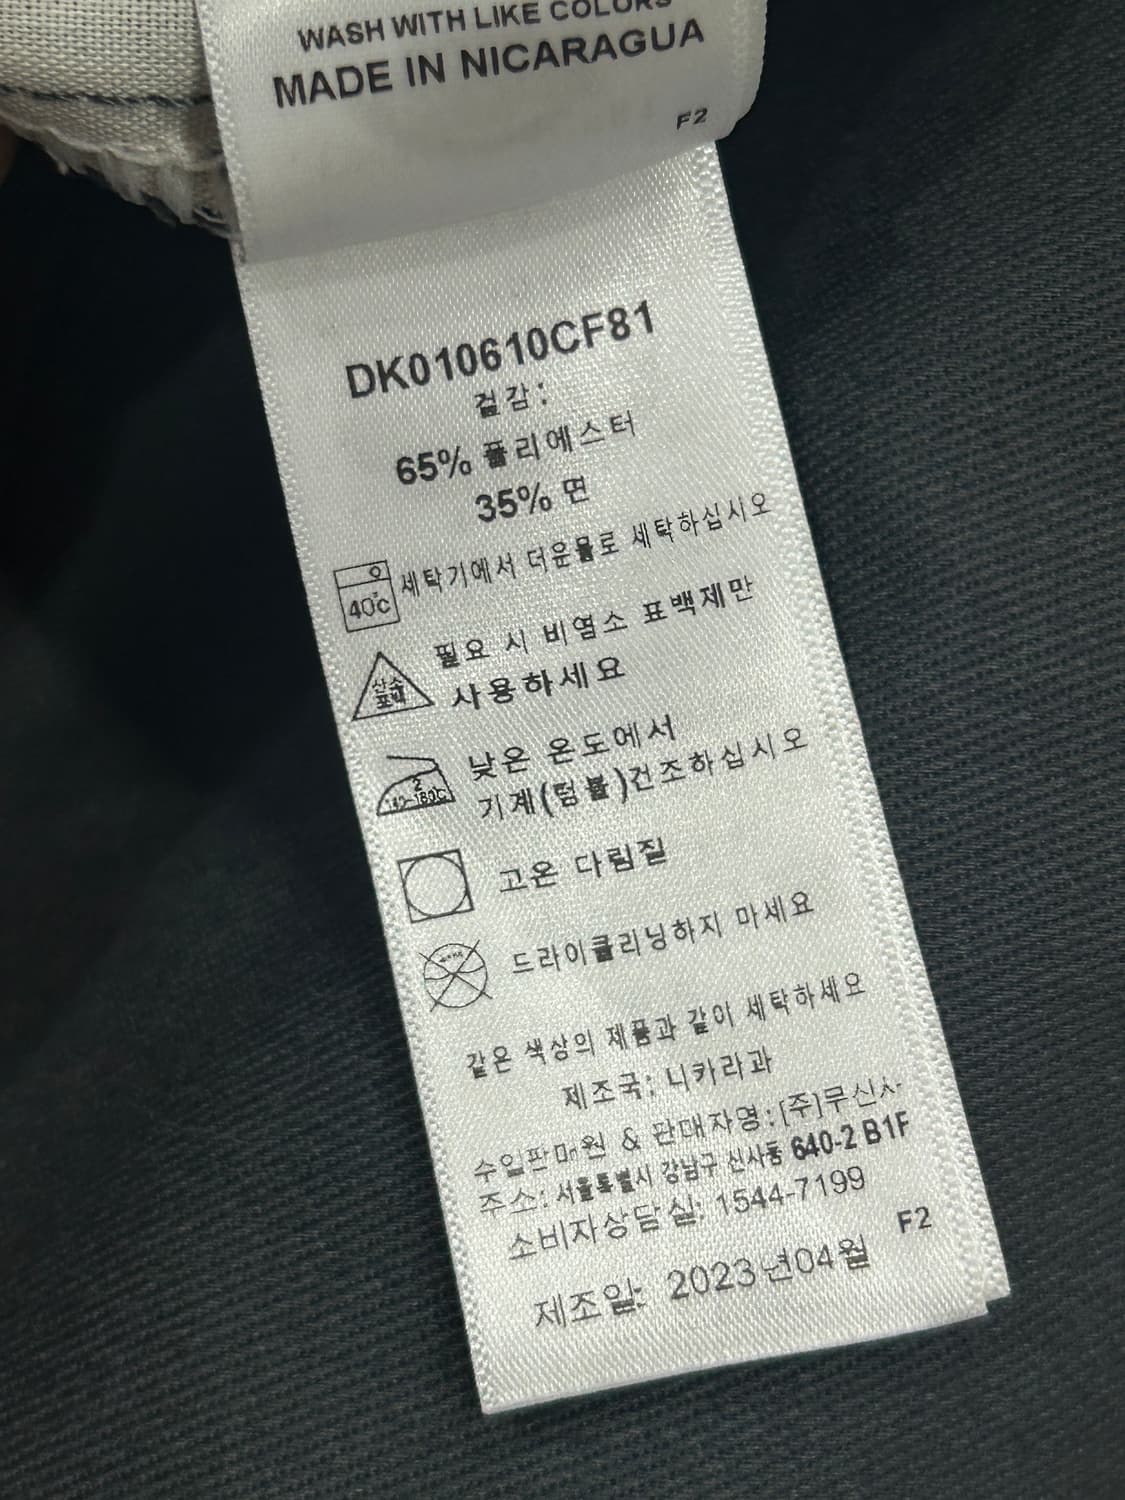 WASH WITH LIKE COLORS
MADE IN NICARAGUA
F2
DK010610CF81
겉감:
65% 폴리에스터
35% 면
40°c 세탁기에서 더운물로 세탁하십시오
필요 시 비염소 표백제만
산소
표백
사용하세요
낮은 온도에서
2
140~160C
기계(텀블)건조하십시오
고온 다림질
드라이클리닝하지 마세요
같은 색상의 제품과 같이 세탁하세요
제조국: 니카라과
수입판매원 & 판매자명:(주)무신사
주소: 서울특별시 강남구 신사동 640-2 B1F
소비자상담실: 1544-7199
F2
제조일: 2023년04월